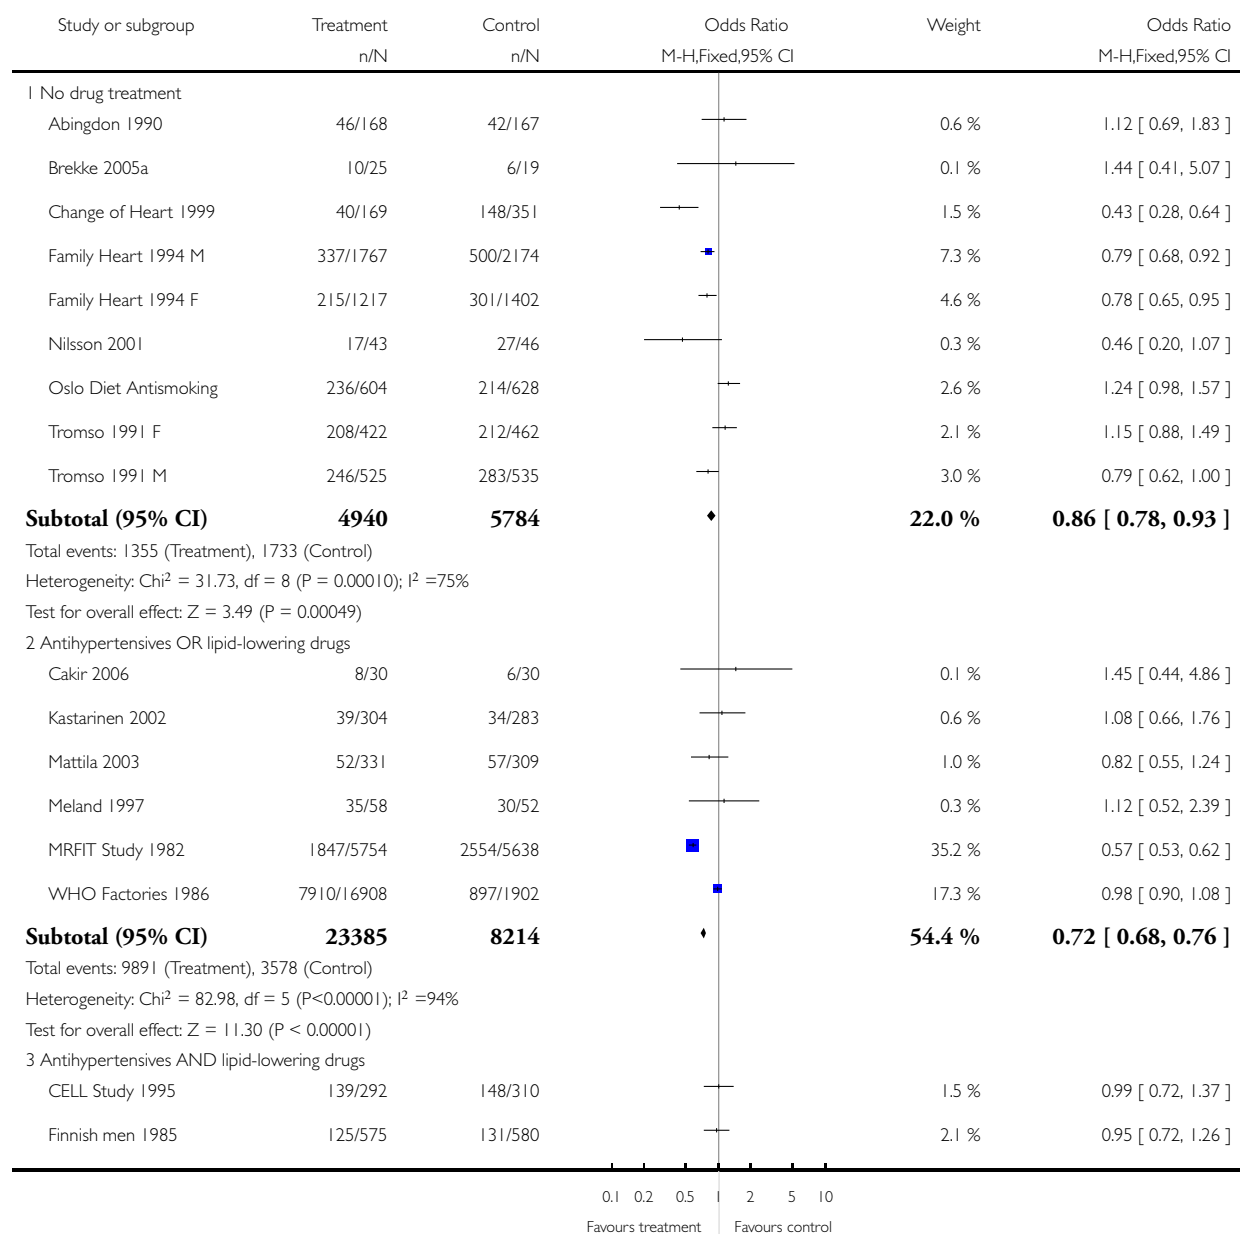 Study or subgroup Treatment Control Odds Ratio Weight Odds Ratio
n/N n/N M-H,Fixed,95% CI M-H,Fixed,95% CI
1 No drug treatment
Abingdon 1990 46/168 42/167 0.6 % 1.12 [ 0.69, 1.83 ]
Brekke 2005a 10/25 6/19 0.1 % 1.44 [ 0.41, 5.07 ]
Change of Heart 1999 40/169 148/351 1.5 % 0.43 [ 0.28, 0.64 ]
Family Heart 1994 M 337/1767 500/2174 7.3 % 0.79 [ 0.68, 0.92 ]
Family Heart 1994 F 215/1217 301/1402 4.6 % 0.78 [ 0.65, 0.95 ]
Nilsson 2001 17/43 27/46 0.3 % 0.46 [ 0.20, 1.07 ]
Oslo Diet Antismoking 236/604 214/628 2.6 % 1.24 [ 0.98, 1.57 ]
Tromso 1991 F 208/422 212/462 2.1 % 1.15 [ 0.88, 1.49 ]
Tromso 1991 M 246/525 283/535 3.0 % 0.79 [ 0.62, 1.00 ]
Subtotal (95% CI) 4940 5784 22.0 % 0.86 [ 0.78, 0.93 ]
Total events: 1355 (Treatment), 1733 (Control)
Heterogeneity: Chi² = 31.73, df = 8 (P = 0.00010); I² =75%
Test for overall effect: Z = 3.49 (P = 0.00049)
2 Antihypertensives OR lipid-lowering drugs
Cakir 2006 8/30 6/30 0.1 % 1.45 [ 0.44, 4.86 ]
Kastarinen 2002 39/304 34/283 0.6 % 1.08 [ 0.66, 1.76 ]
Mattila 2003 52/331 57/309 1.0 % 0.82 [ 0.55, 1.24 ]
Meland 1997 35/58 30/52 0.3 % 1.12 [ 0.52, 2.39 ]
MRFIT Study 1982 1847/5754 2554/5638 35.2 % 0.57 [ 0.53, 0.62 ]
WHO Factories 1986 7910/16908 897/1902 17.3 % 0.98 [ 0.90, 1.08 ]
Subtotal (95% CI) 23385 8214 54.4 % 0.72 [ 0.68, 0.76 ]
Total events: 9891 (Treatment), 3578 (Control)
Heterogeneity: Chi² = 82.98, df = 5 (P<0.00001); I² =94%
Test for overall effect: Z = 11.30 (P < 0.00001)
3 Antihypertensives AND lipid-lowering drugs
CELL Study 1995 139/292 148/310 1.5 % 0.99 [ 0.72, 1.37 ]
Finnish men 1985 125/575 131/580 2.1 % 0.95 [ 0.72, 1.26 ]
0.1 0.2 0.5 1 2 5 10
Favours treatment Favours control